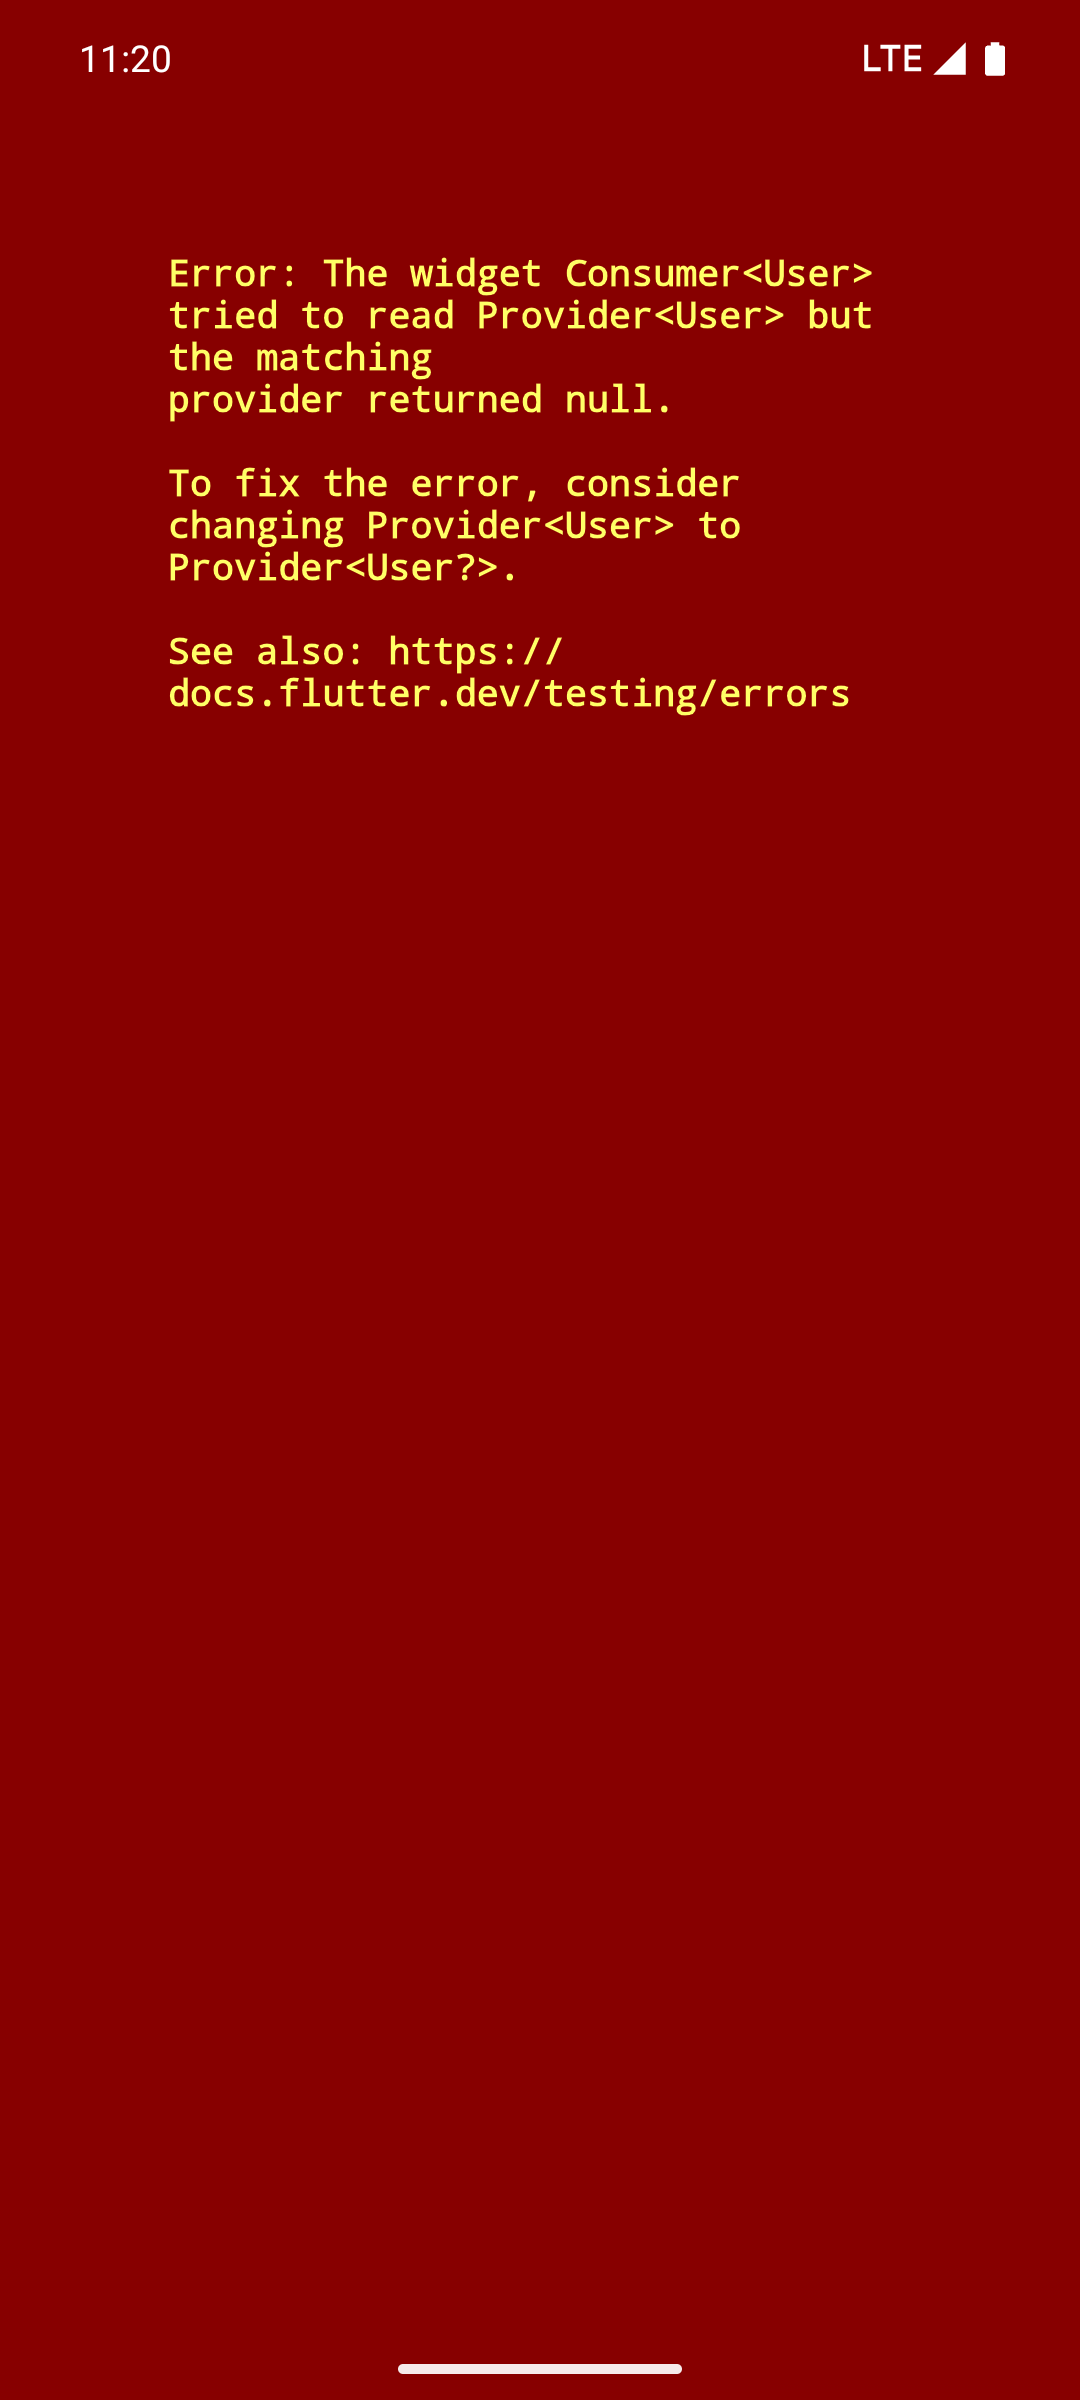 11:20
LTE
Error: The widget Consumer<User>
tried to read Provider<User> but
the matching
provider returned null.
To fix the error, consider
changing Provider<User> to
Provider<User?>.
See also: https://
docs.flutter.dev/testing/errors